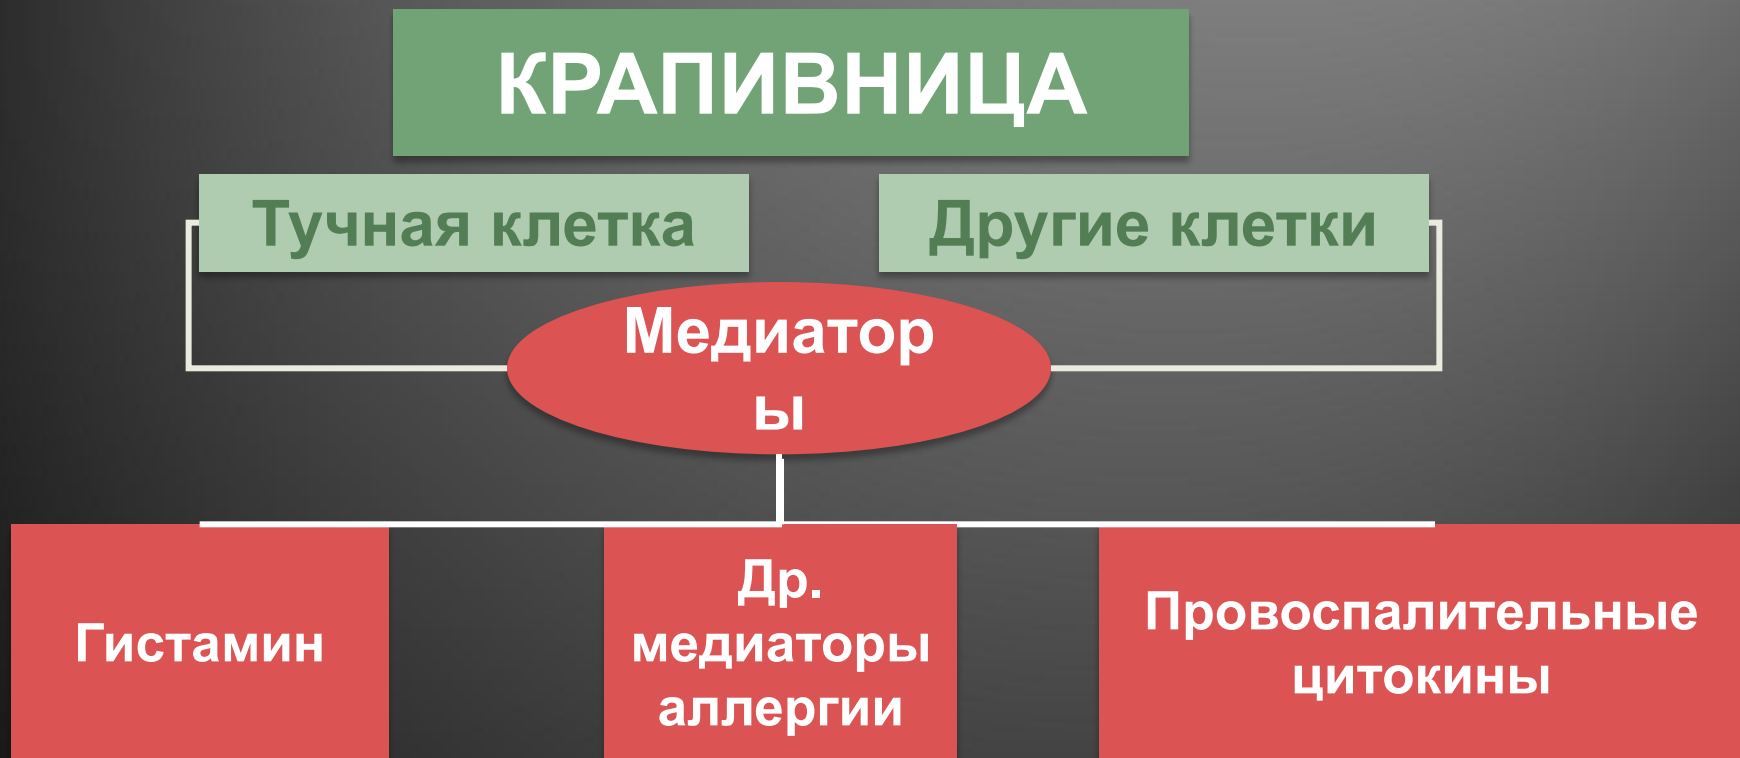 КРАПИВНИЦА
Тучная клетка
Другие клетки
Медиатор
ы
Гистамин
Др.
медиаторы
аллергии
Провоспалительные
цитокины